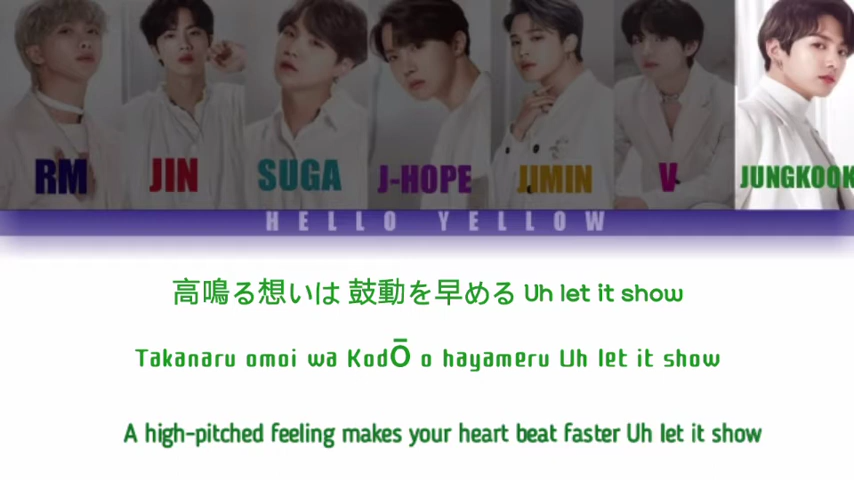 RM JIN SUGA J-HOPE JIMIN V JUNGKOOK
HELLO YELLOW
高鳴る想いは 鼓動を早める Uh let it show
Takanaru omoi wa KodŌ o hayameru Uh let it show
A high-pitched feeling makes your heart beat faster Uh let it show